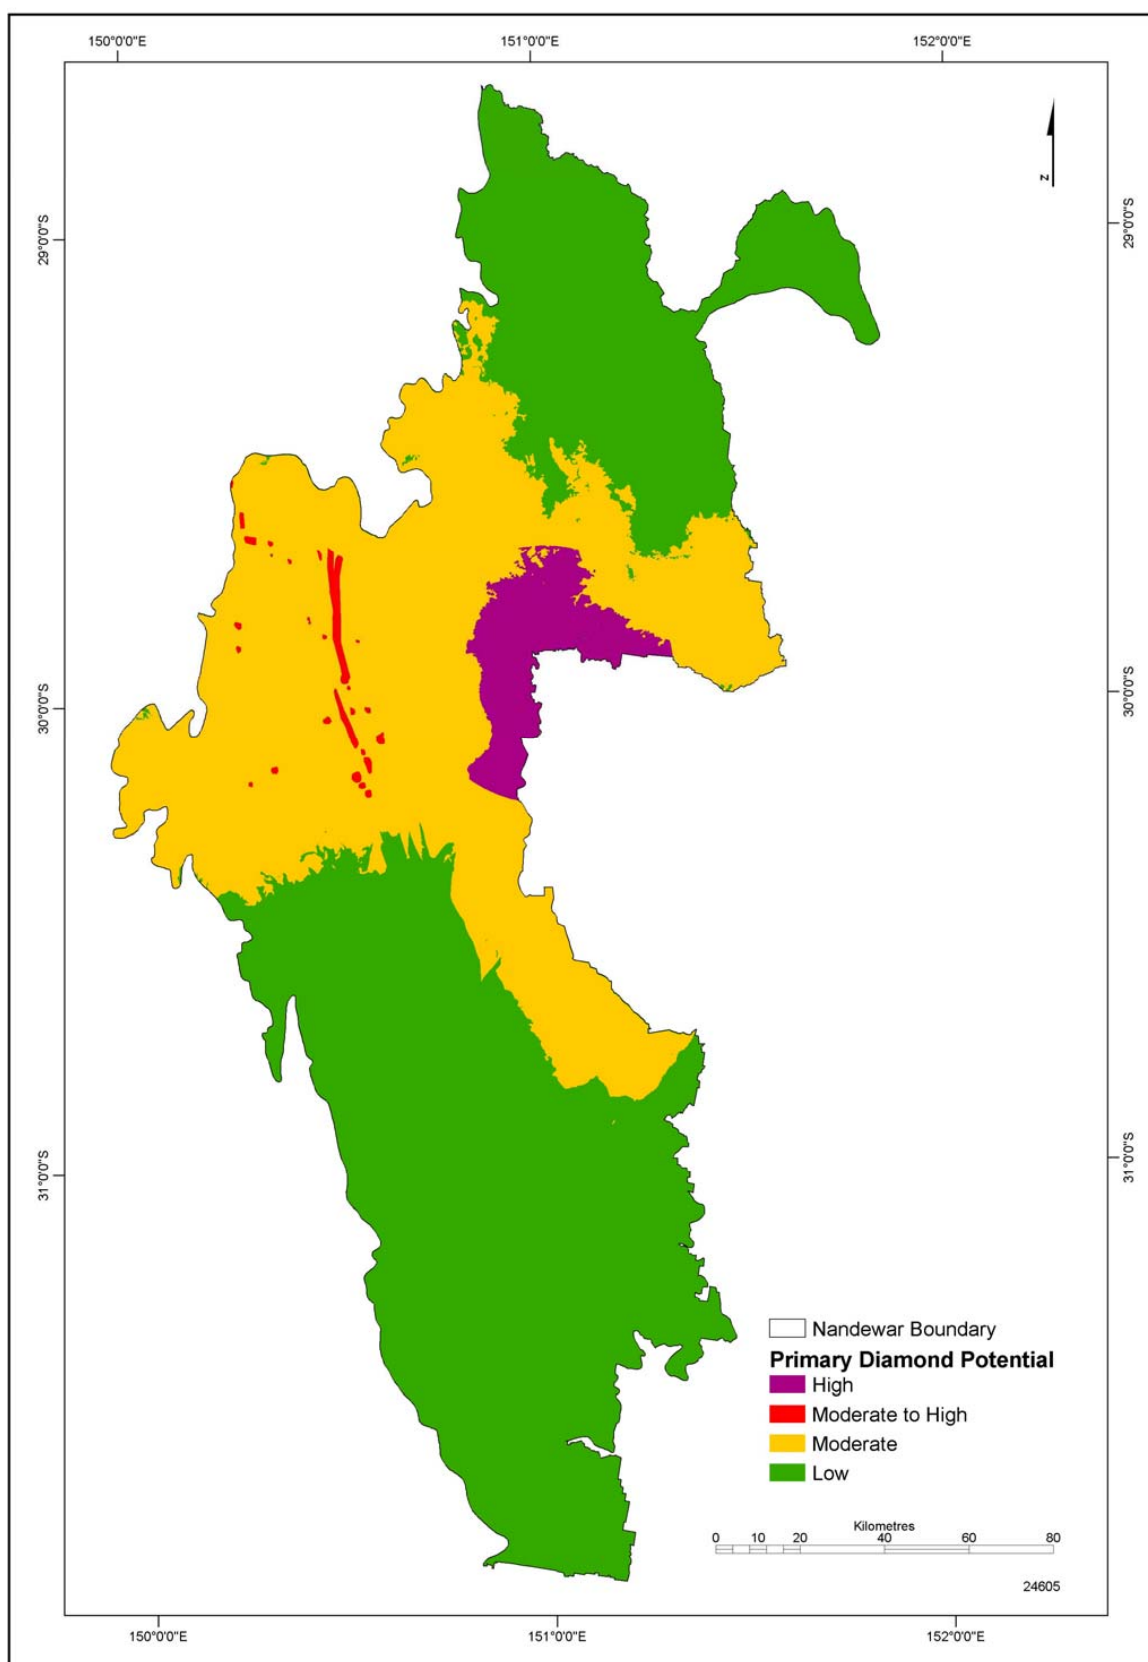 150°0'0"E 151°0'0"E 152°0'0"E
N
29°0'0"S 29°0'0"S
30°0'0"S 30°0'0"S
31°0'0"S 31°0'0"S
Nandewar Boundary
Primary Diamond Potential
High
Moderate to High
Moderate
Low
Kilometres
0 10 20 40 60 80
24605
150°0'0"E 151°0'0"E 152°0'0"E